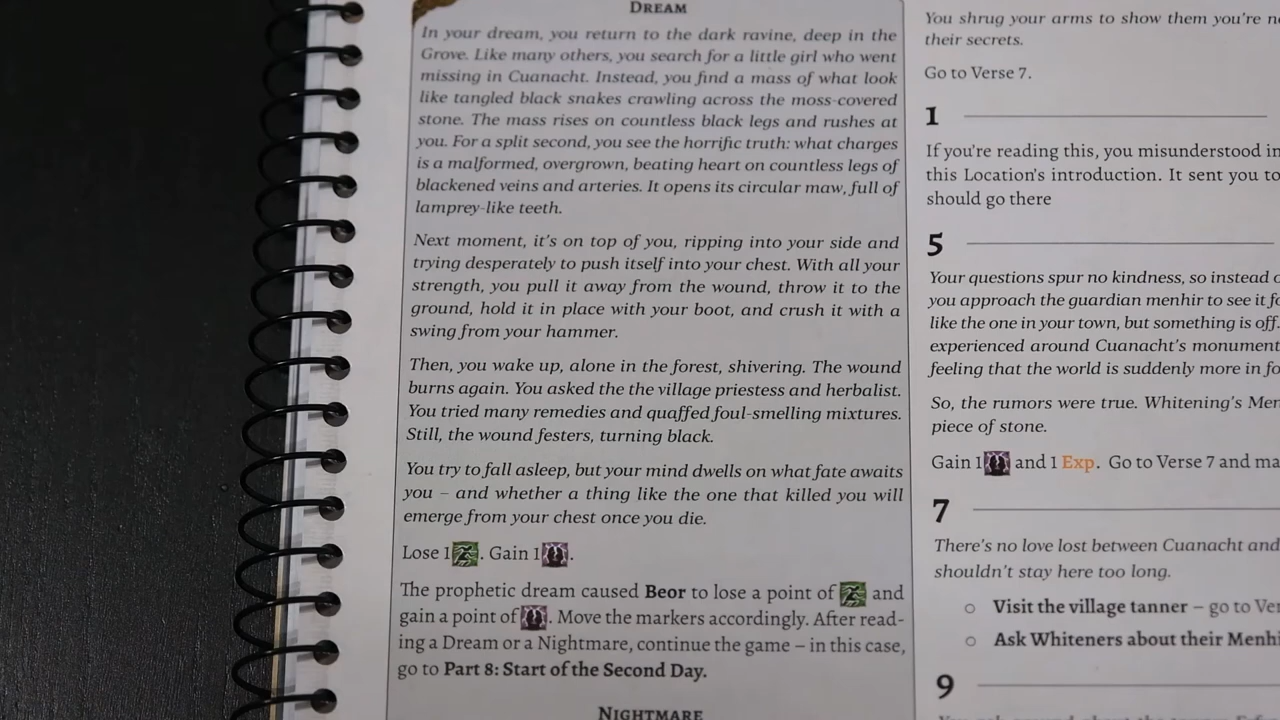 DREAM
In your dream, you return to the dark ravine, deep in the
Grove. Like many others, you search for a little girl who went
missing in Cuanacht. Instead, you find a mass of what look
like tangled black snakes crawling across the moss-covered
stone. The mass rises on countless black legs and rushes at
you. For a split second, you see the horrific truth: what charges
is a malformed, overgrown, beating heart on countless legs of
blackened veins and arteries. It opens its circular maw, full of
lamprey-like teeth.
Next moment, it's on top of you, ripping into your side and
trying desperately to push itself into your chest. With all your
strength, you pull it away from the wound, throw it to the
ground, hold it in place with your boot, and crush it with a
swing from your hammer.
Then, you wake up, alone in the forest, shivering. The wound
burns again. You asked the the village priestess and herbalist.
You tried many remedies and quaffed foul-smelling mixtures.
Still, the wound festers, turning black.
You try to fall asleep, but your mind dwells on what fate awaits
you – and whether a thing like the one that killed you will
emerge from your chest once you die.
Lose 1. Gain 1.
The prophetic dream caused Beor to lose a point of and
gain a point of. Move the markers accordingly. After read-
ing a Dream or a Nightmare, continue the game – in this case,
go to Part 8: Start of the Second Day.
NIGHTMARE
You shrug your arms to show them you're
their secrets.
Go to Verse 7.
1
If you're reading this, you misunderstood
this Location's introduction. It sent you to
should go there
5
Your questions spur no kindness, so instead
you approach the guardian menhir to see it
like the one in your town, but something is off.
experienced around Cuanacht's monument
feeling that the world is suddenly more in
So, the rumors were true. Whitening's
piece of stone.
Gain 1 and 1 Exp. Go to Verse 7 and
7
There's no love lost between Cuanacht and
shouldn't stay here too long.
Visit the village tanner – go to
Ask Whiteners about their
9